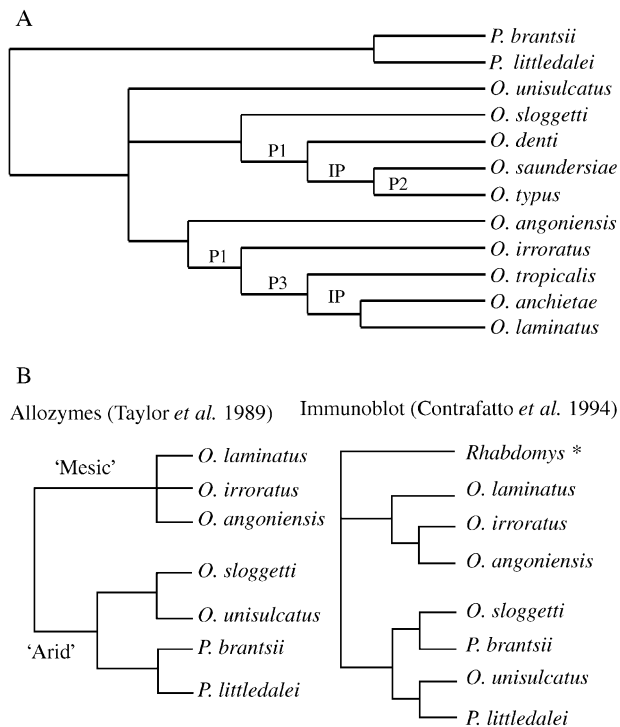 A
P. brantsii
P. littledalei
O. unisulcatus
O. sloggetti
P1
O. denti
IP
O. saundersiae
P2
O. typus
O. angoniensis
P1
O. irroratus
P3
O. tropicalis
IP
O. anchietae
O. laminatus
B
Allozymes (Taylor et al. 1989)
'Mesic'
O. laminatus
O. irroratus
O. angoniensis
O. sloggetti
O. unisulcatus
'Arid'
P. brantsii
P. littledalei
Immunoblot (Contrafatto et al. 1994)
Rhabdomys *
O. laminatus
O. irroratus
O. angoniensis
O. sloggetti
P. brantsii
O. unisulcatus
P. littledalei